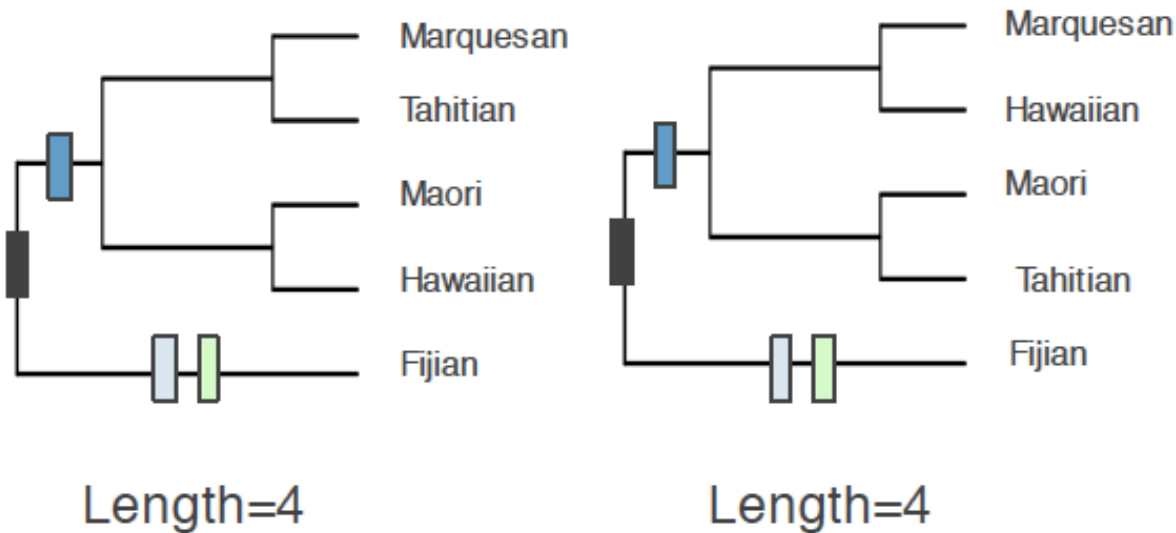 Marquesan
Tahitian
Maori
Hawaiian
Fijian
Length=4
Marquesan
Hawaiian
Maori
Tahitian
Fijian
Length=4